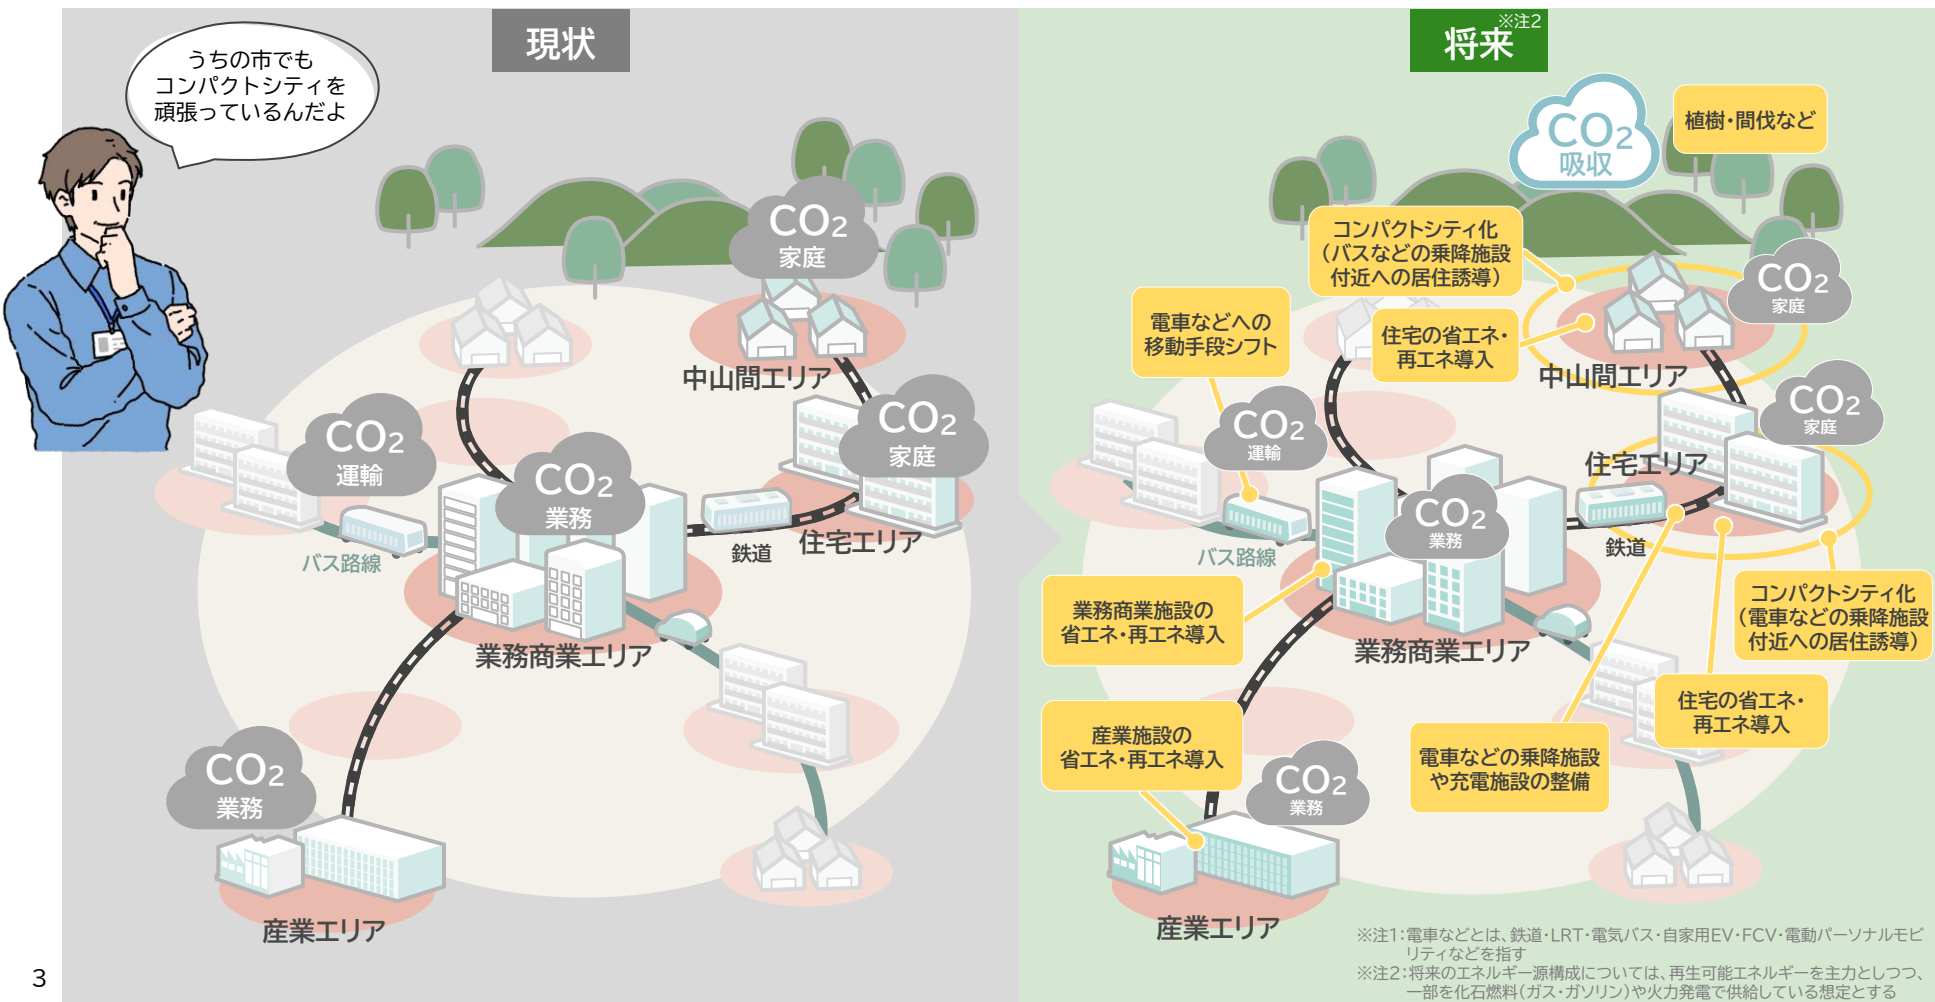 現状
うちの市でも
コンパクトシティを
頑張っているんだよ
CO2
家庭
中山間エリア
CO2
運輸
CO2
業務
CO2
家庭
バス路線
鉄道
住宅エリア
業務商業エリア
CO2
業務
産業エリア
3
将来※注2
CO2
吸収
植樹・間伐など
コンパクトシティ化
(バスなどの乗降施設
付近への居住誘導)
CO2
家庭
電車などへの
移動手段シフト
住宅の省エネ・
再エネ導入
中山間エリア
CO2
運輸
CO2
家庭
住宅エリア
CO2
業務
バス路線
鉄道
業務商業施設の
省エネ・再エネ導入
コンパクトシティ化
(電車などの乗降施設
付近への居住誘導)
業務商業エリア
住宅の省エネ・
再エネ導入
産業施設の
省エネ・再エネ導入
電車などの乗降施設
や充電施設の整備
CO2
業務
産業エリア
※注1:電車などとは、鉄道・LRT・電気バス・自家用EV・FCV・電動パーソナルモビ
リティなどを指す
※注2:将来のエネルギー源構成については、再生可能エネルギーを主力としつつ、
一部を化石燃料(ガス・ガソリン)や火力発電で供給している想定とする